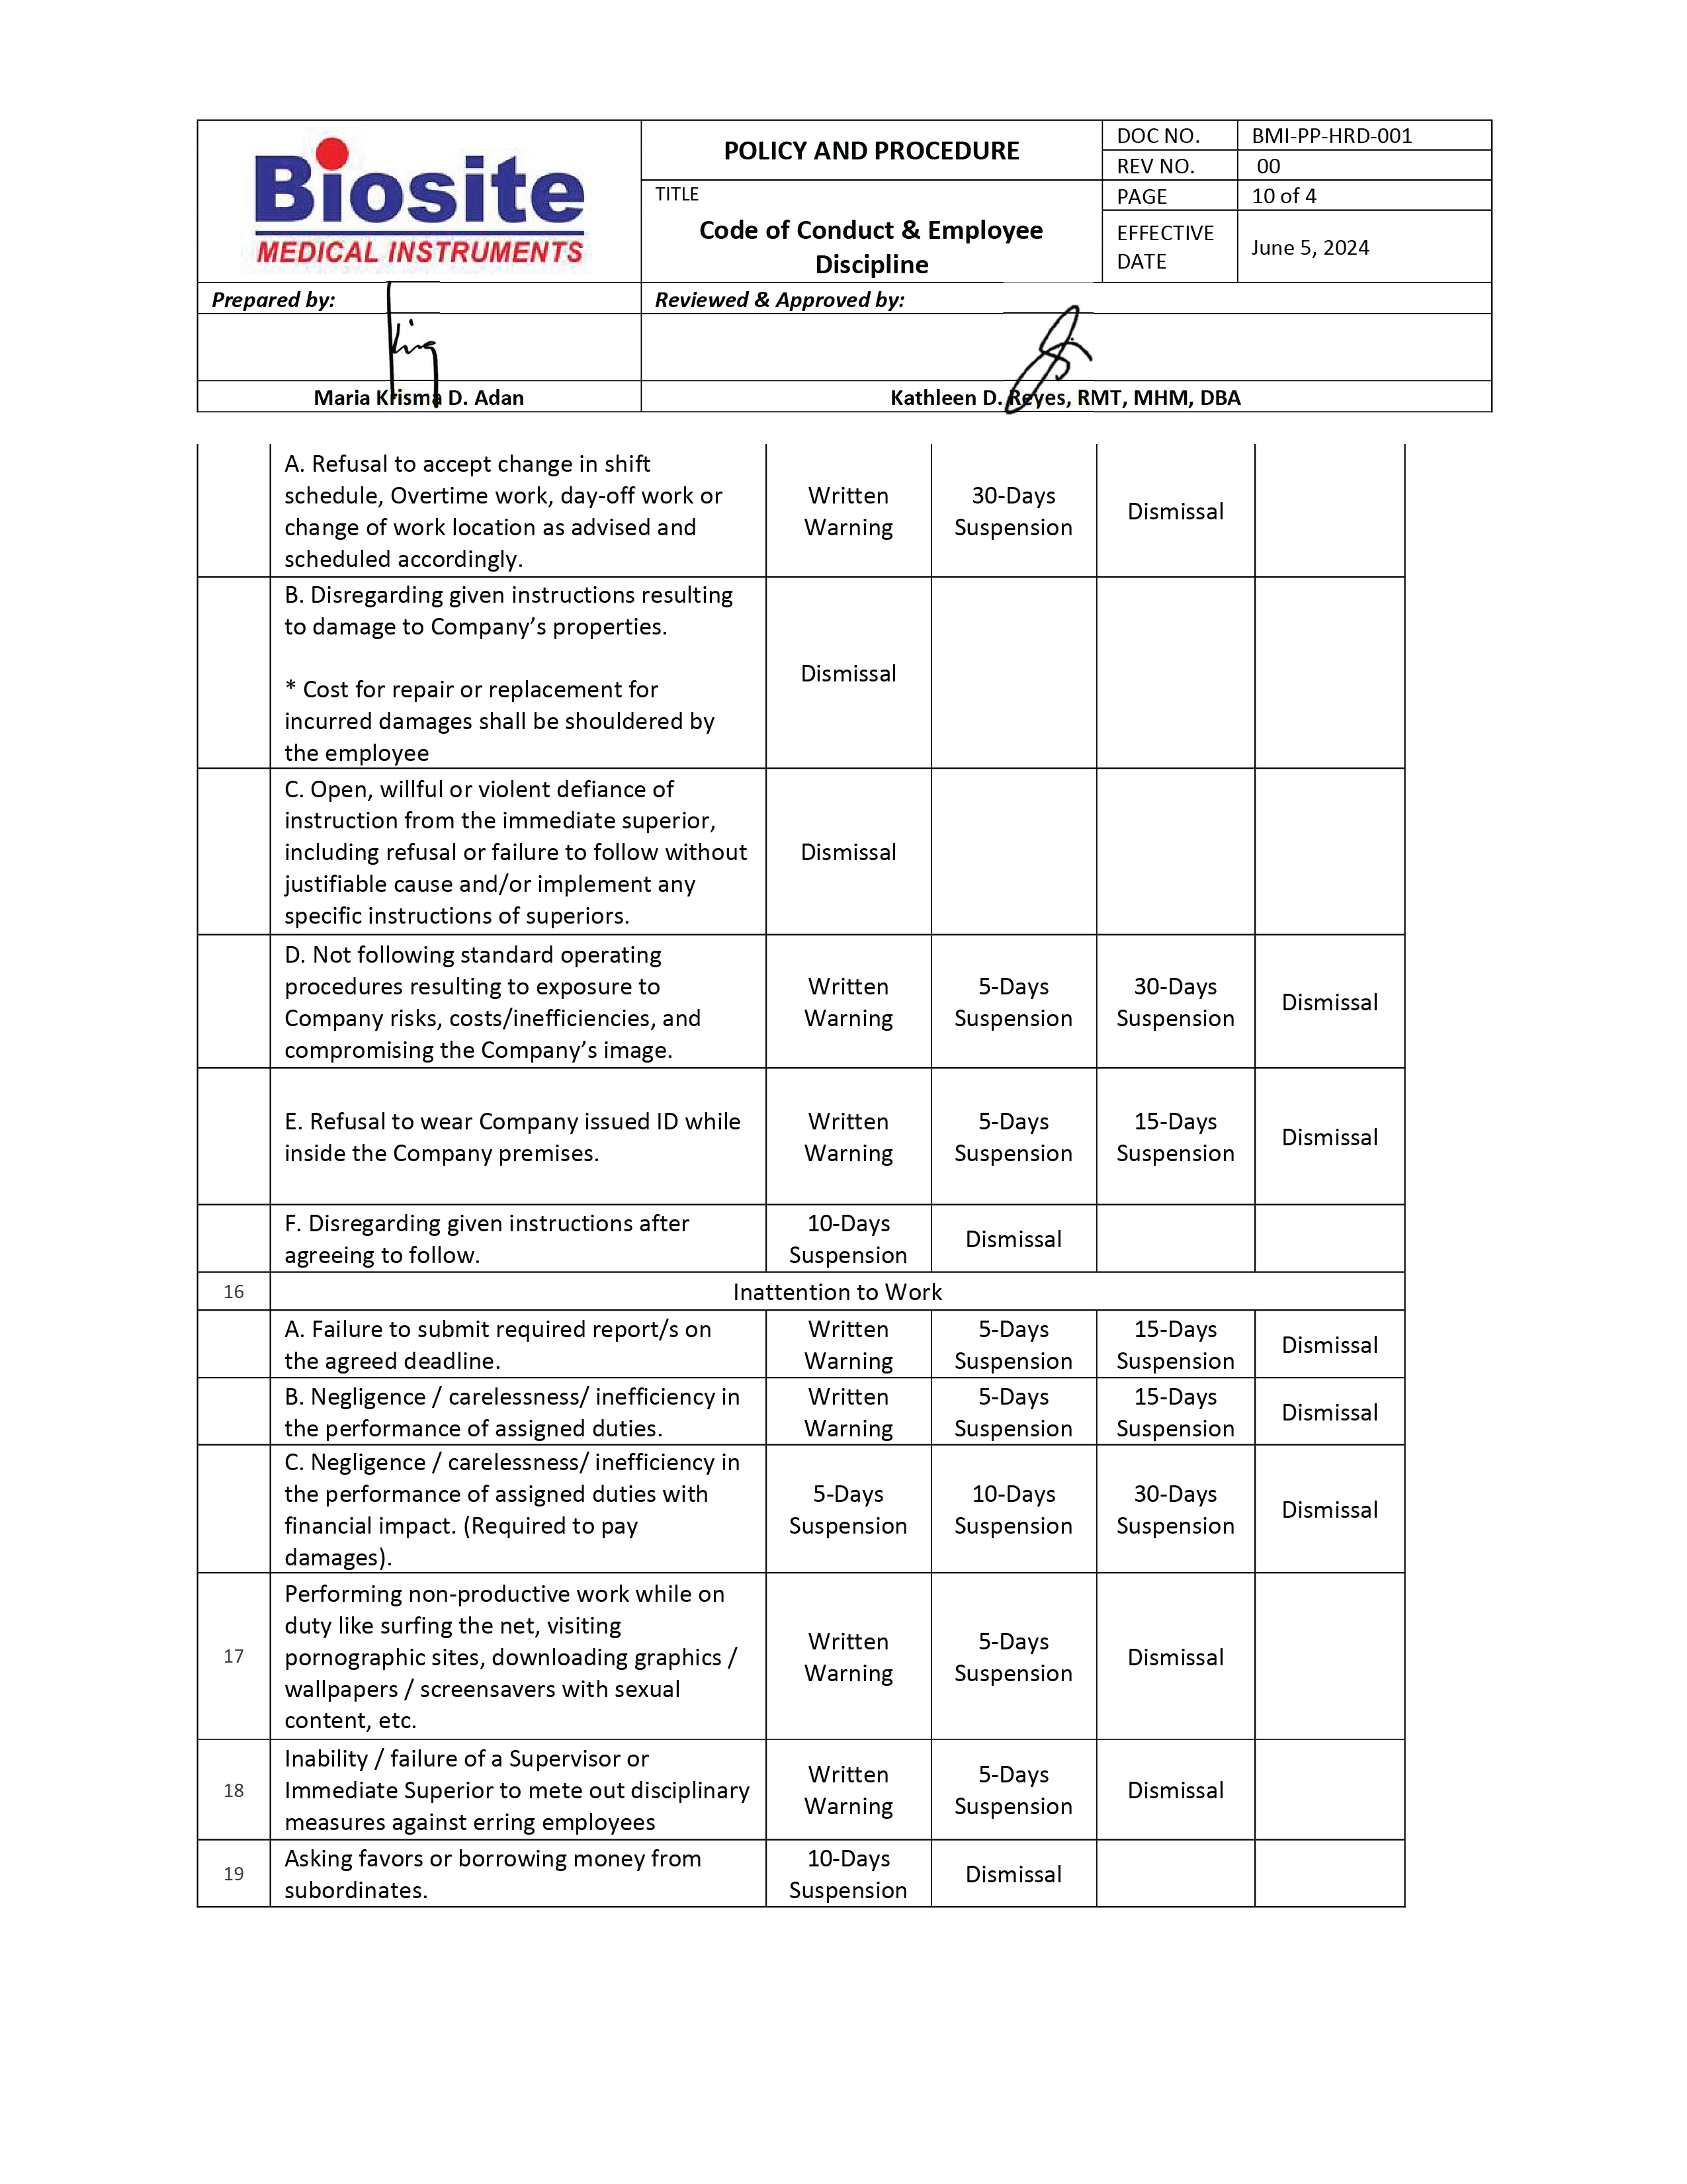 Biosite
MEDICAL INSTRUMENTS
POLICY AND PROCEDURE
DOC NO. BMI-PP-HRD-001
REV NO. 00
TITLE
Code of Conduct & Employee
Discipline
PAGE 10 of 4
EFFECTIVE
DATE
June 5, 2024
Prepared by:
Reviewed & Approved by:
Maria Krisma D. Adan
Kathleen D. Reyes, RMT, MHM, DBA
A. Refusal to accept change in shift
schedule, Overtime work, day-off work or
change of work location as advised and
scheduled accordingly.
Written
Warning
30-Days
Suspension
Dismissal
B. Disregarding given instructions resulting
to damage to Company’s properties.
* Cost for repair or replacement for
incurred damages shall be shouldered by
the employee
Dismissal
C. Open, willful or violent defiance of
instruction from the immediate superior,
including refusal or failure to follow without
justifiable cause and/or implement any
specific instructions of superiors.
Dismissal
D. Not following standard operating
procedures resulting to exposure to
Company risks, costs/inefficiencies, and
compromising the Company’s image.
Written
Warning
5-Days
Suspension
30-Days
Suspension
Dismissal
E. Refusal to wear Company issued ID while
inside the Company premises.
Written
Warning
5-Days
Suspension
15-Days
Suspension
Dismissal
F. Disregarding given instructions after
agreeing to follow.
10-Days
Suspension
Dismissal
16 Inattention to Work
A. Failure to submit required report/s on
the agreed deadline.
Written
Warning
5-Days
Suspension
15-Days
Suspension
Dismissal
B. Negligence / carelessness/ inefficiency in
the performance of assigned duties.
Written
Warning
5-Days
Suspension
15-Days
Suspension
Dismissal
C. Negligence / carelessness/ inefficiency in
the performance of assigned duties with
financial impact. (Required to pay
damages).
5-Days
Suspension
10-Days
Suspension
30-Days
Suspension
Dismissal
17
Performing non-productive work while on
duty like surfing the net, visiting
pornographic sites, downloading graphics /
wallpapers / screensavers with sexual
content, etc.
Written
Warning
5-Days
Suspension
Dismissal
18
Inability / failure of a Supervisor or
Immediate Superior to mete out disciplinary
measures against erring employees
Written
Warning
5-Days
Suspension
Dismissal
19
Asking favors or borrowing money from
subordinates.
10-Days
Suspension
Dismissal